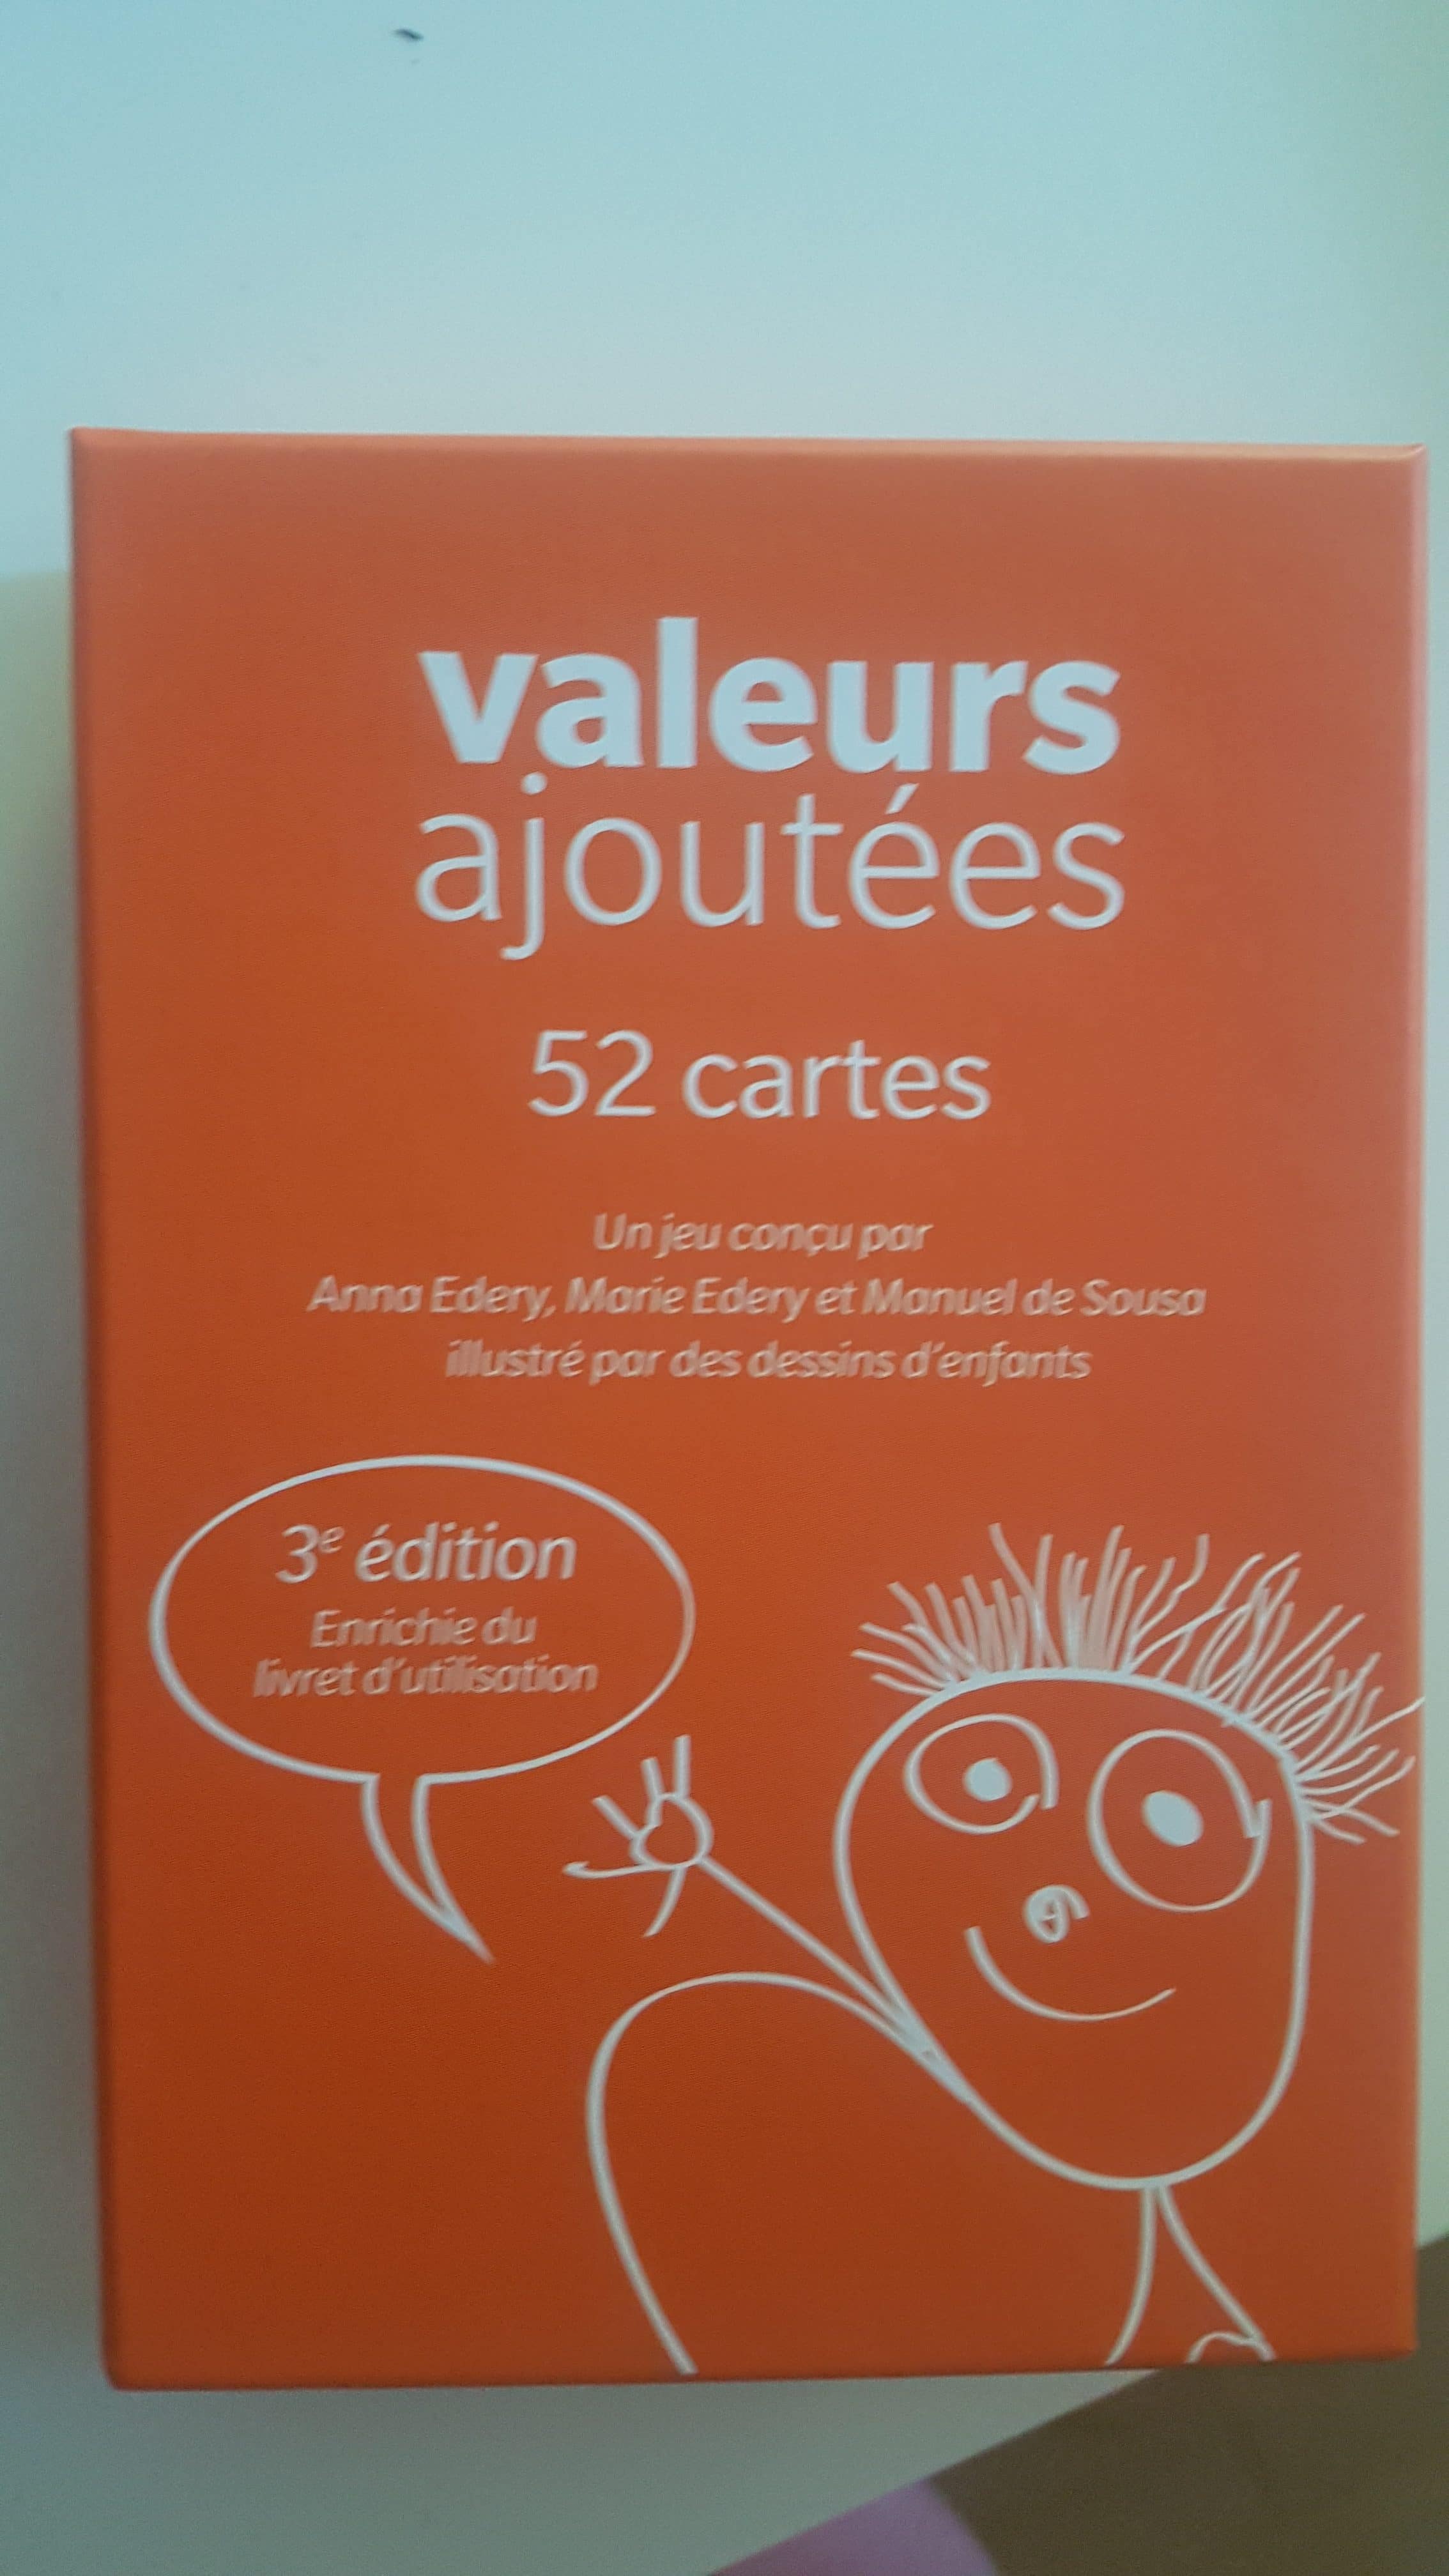 valeurs
ajoutées
52 cartes
Un jeu conçu par
Anna Edery, Marie Edery et Manuel de Sousa
illustré par des dessins d'enfants
3e édition
Enrichie du
livret d'utilisation